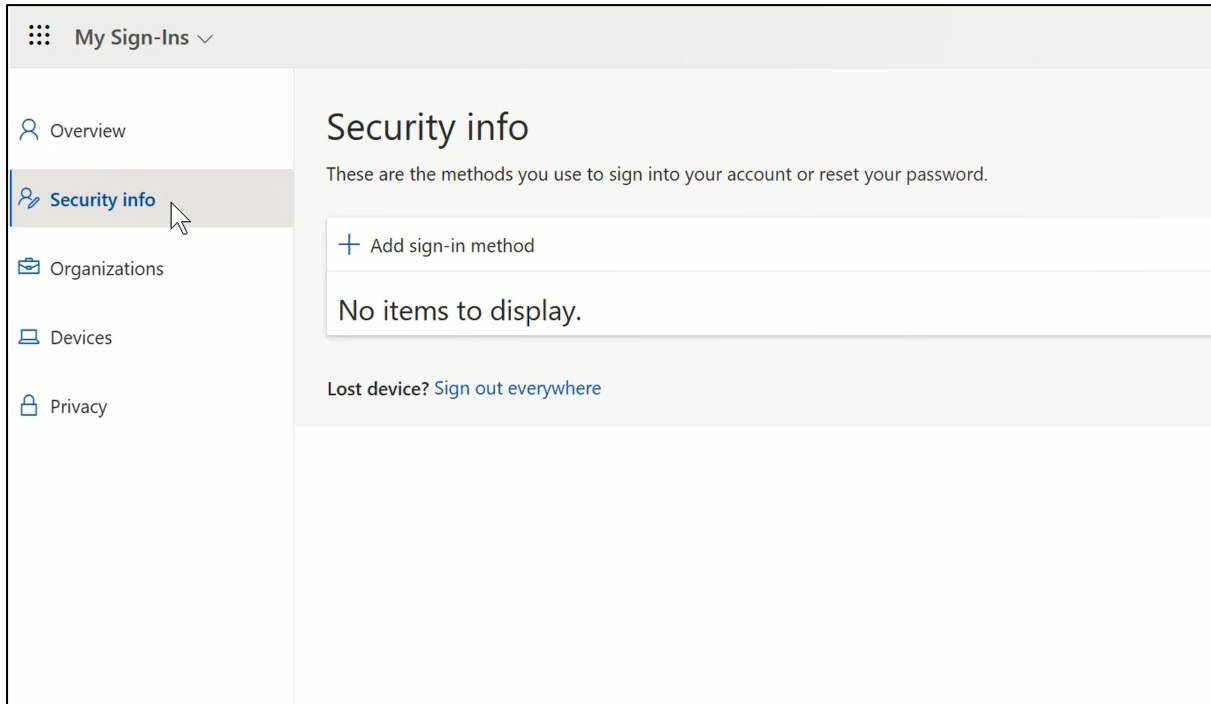 My Sign-Ins
Overview
Security info
Organizations
Devices
Privacy
Security info
These are the methods you use to sign into your account or reset your password.
Add sign-in method
No items to display.
Lost device? Sign out everywhere